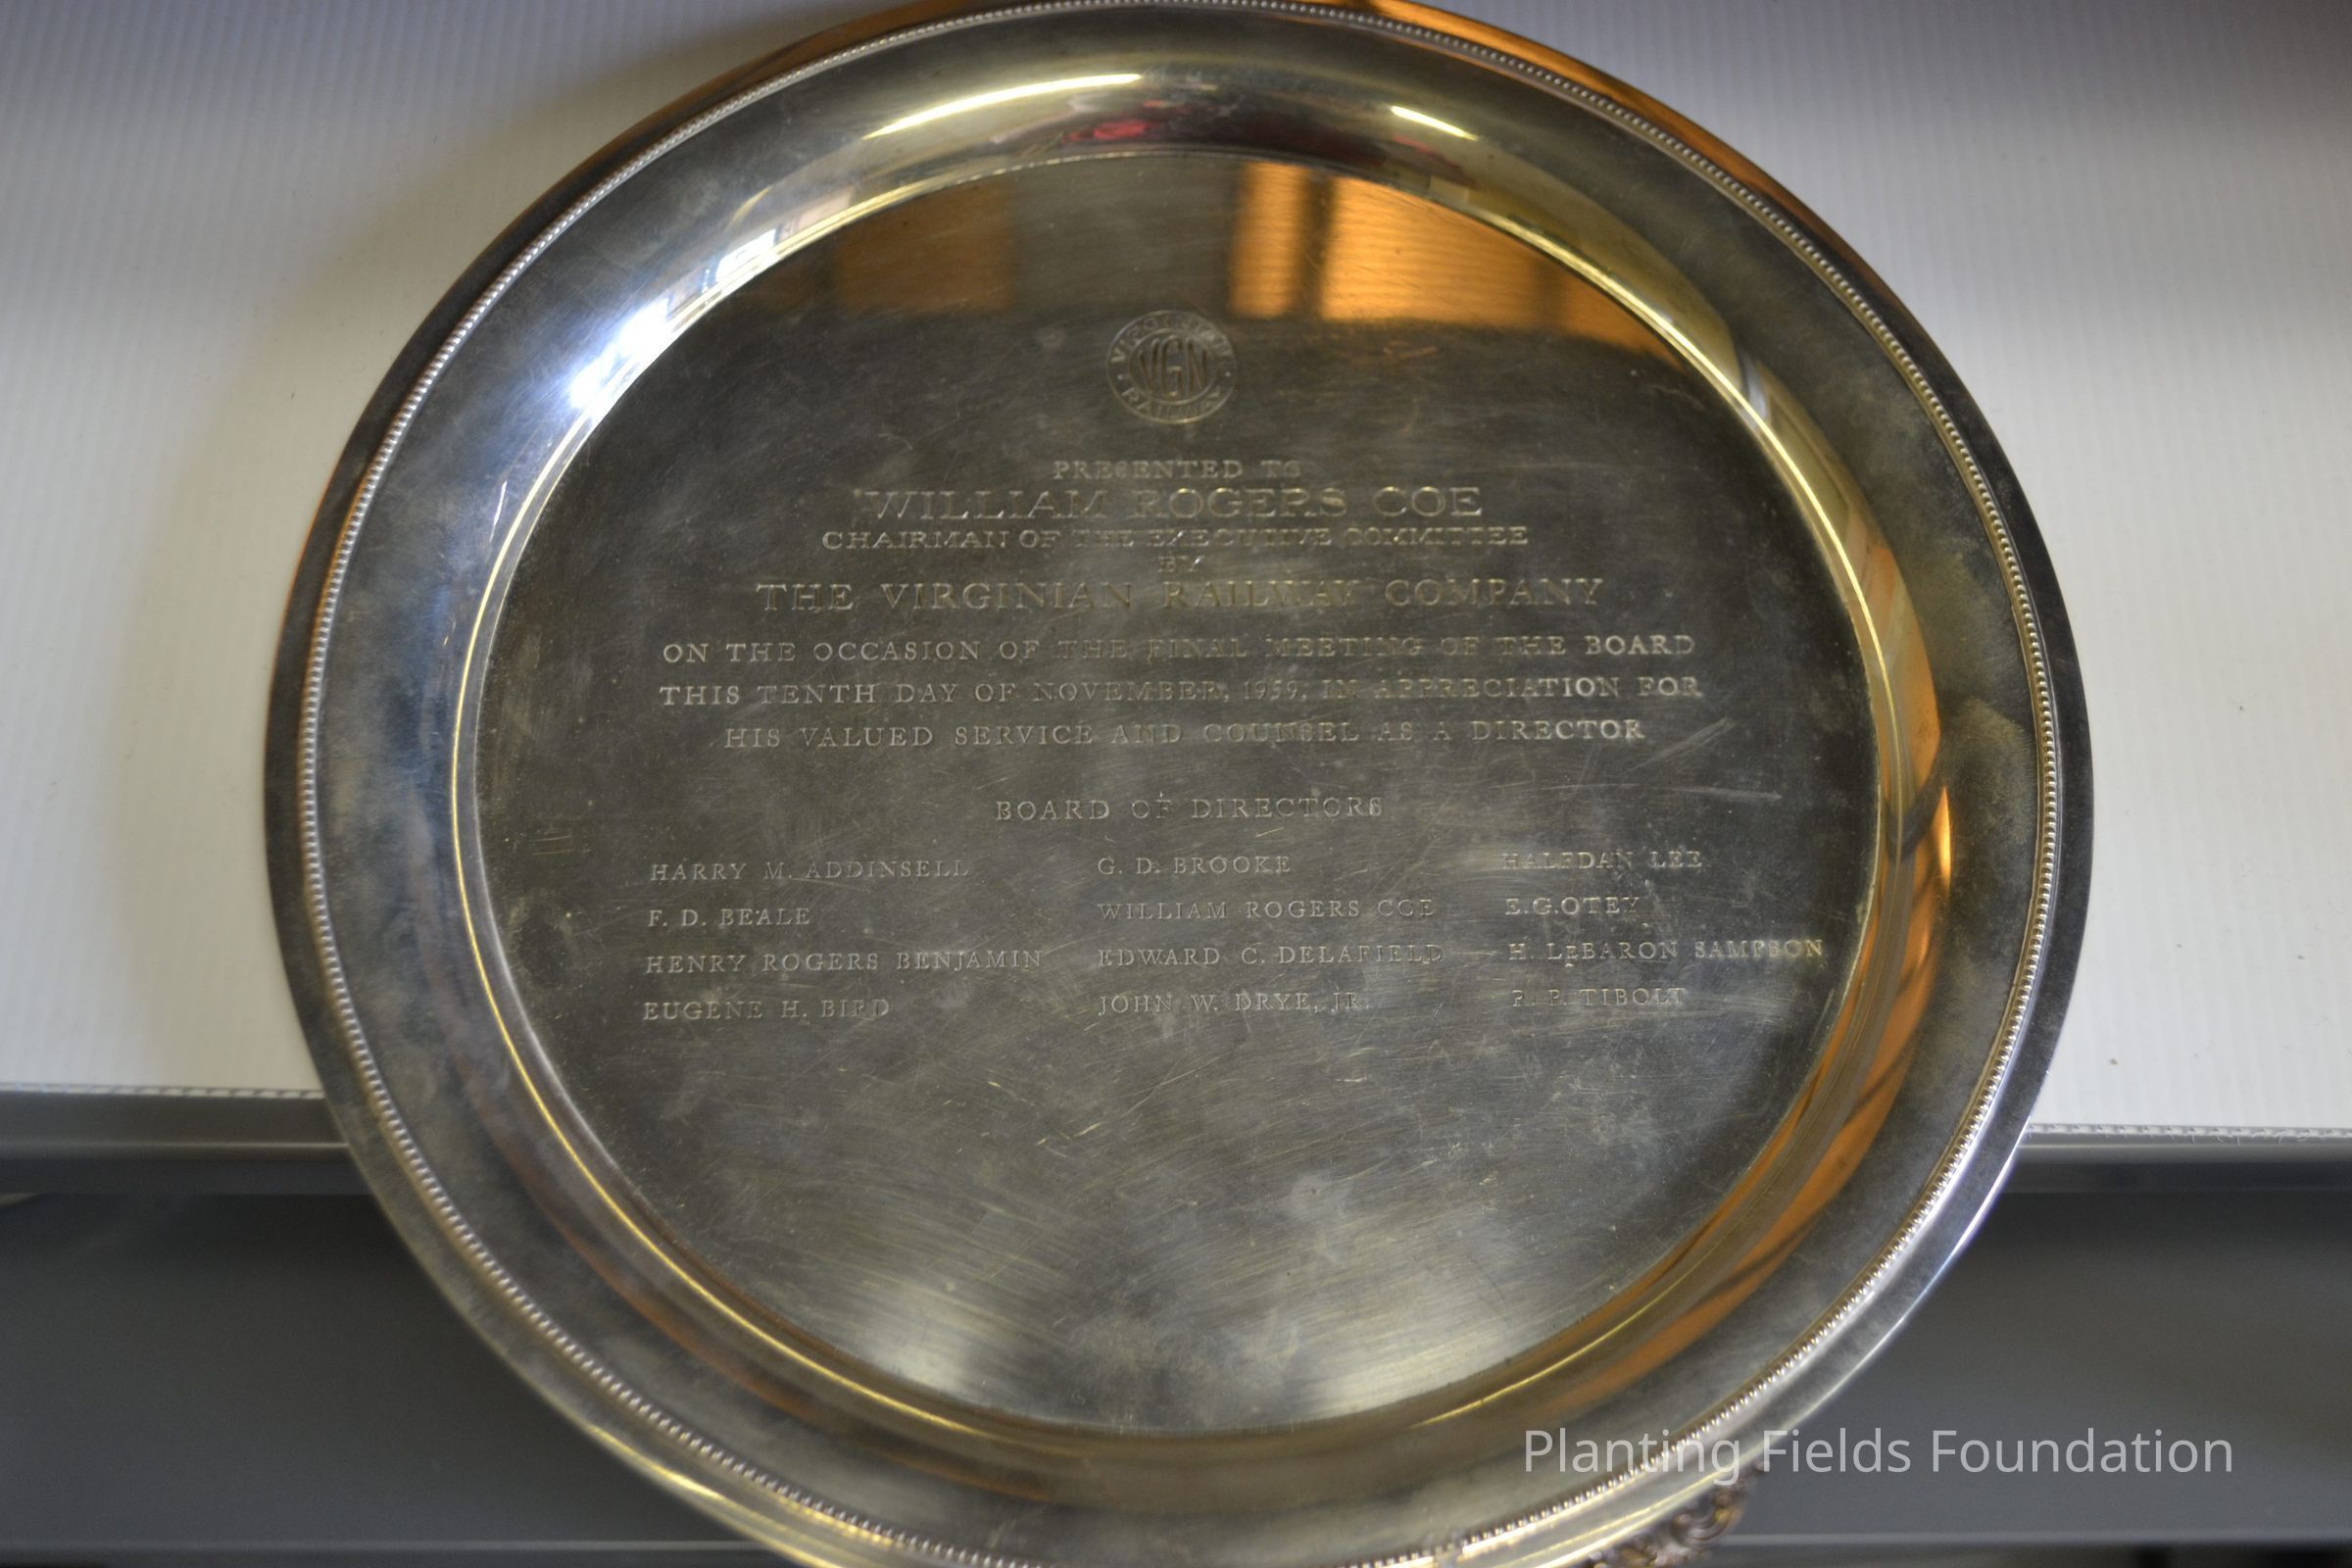 VIRGINIAN
VGN
RAILWAY
PRESENTED TO
WILLIAM ROGERS COE
CHAIRMAN OF THE EXECUTIVE COMMITTEE
BY
THE VIRGINIAN RAILWAY COMPANY
ON THE OCCASION OF THE FINAL MEETING OF THE BOARD
THIS TENTH DAY OF NOVEMBER, 1959, IN APPRECIATION FOR
HIS VALUED SERVICE AND COUNSEL AS A DIRECTOR
BOARD OF DIRECTORS
HARRY M. ADDINSELL G. D. BROOKE HALFDAN LEE
F. D. BEALE WILLIAM ROGERS COE E.G.OTEY
HENRY ROGERS BENJAMIN EDWARD C. DELAFIELD H. LeBARON SAMPSON
EUGENE H. BIRD JOHN W. DRYE, JR. R. P. TIBOLT
Planting Fields Foundation